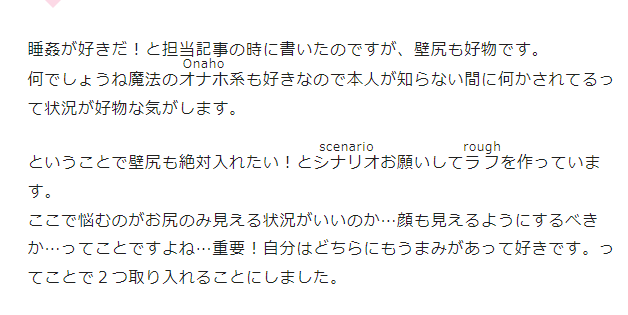 睡姦が好きだ！と担当記事の時に書いたのですが、壁尻も好物です。
Onaho
何でしょうね魔法のオナホ系も好きなので本人が知らない間に何かされてるっ
て状況が好物な気がします。
scenario rough
ということで壁尻も絶対入れたい！とシナリオお願いしてラフを作っていま
す。
ここで悩むのがお尻のみ見える状況がいいのか…顔も見えるようにするべき
か…ってことですよね…重要！自分はどちらにもうまみがあって好きです。っ
てことで２つ取り入れることにしました。